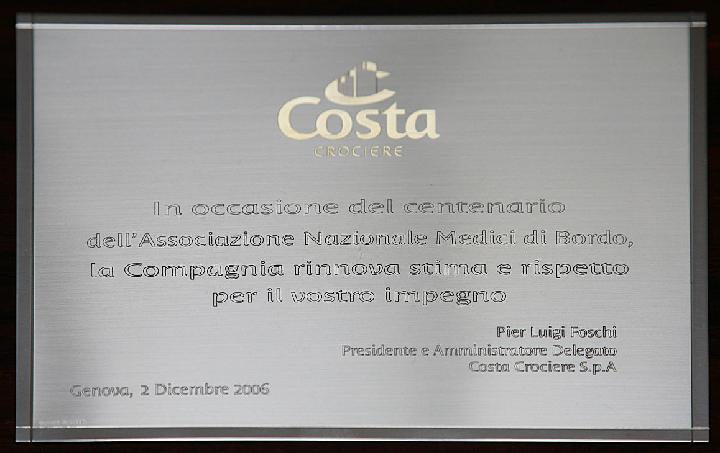 Costa
CROCIERE
In occasione del centenario
dell'Associazione Nazionale Medici di Bordo,
la Compagnia rinnova stima e rispetto
per il vostro impegno
Pier Luigi Foschi
Presidente e Amministratore Delegato
Costa Crociere S.p.A
Genova, 2 Dicembre 2006